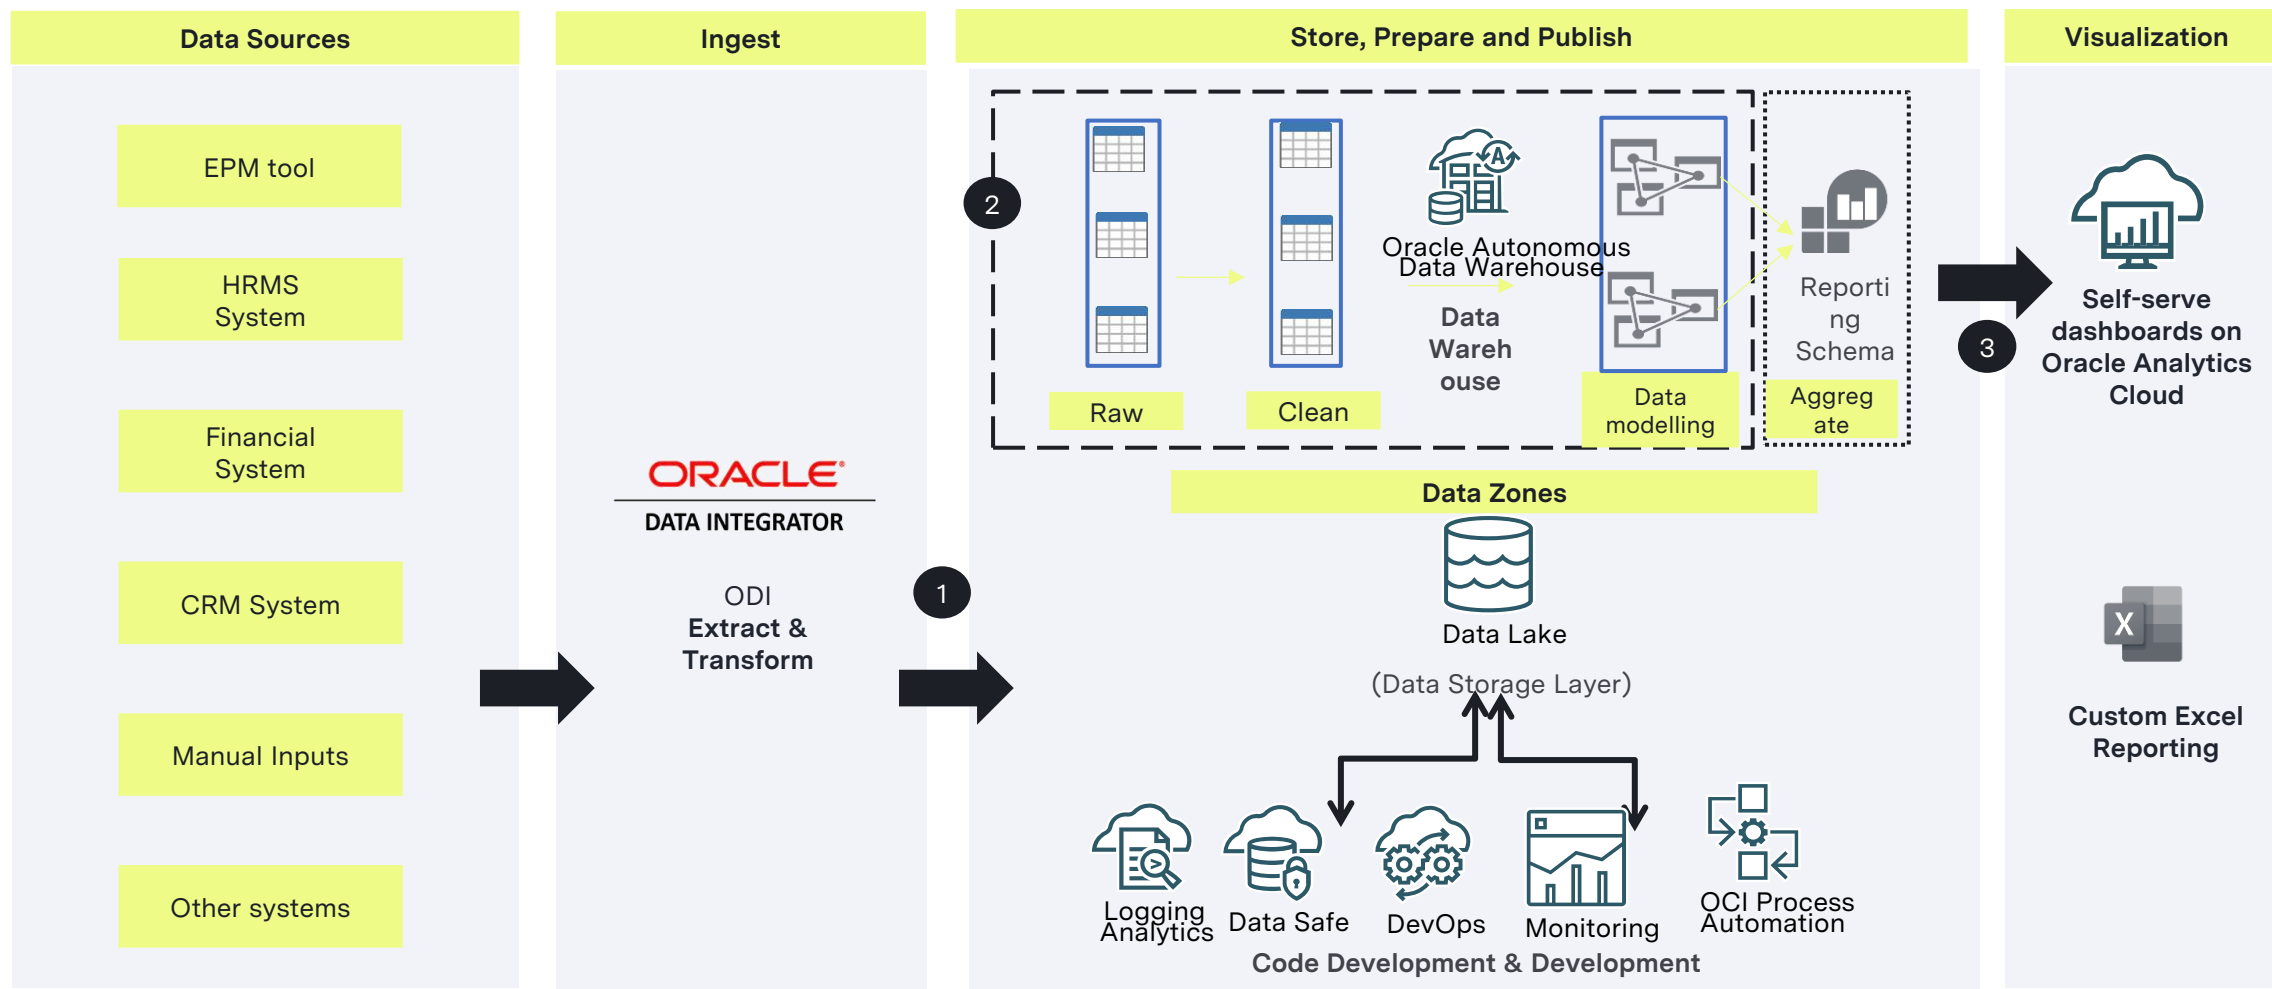 Data Sources
Ingest
Store, Prepare and Publish
Visualization
EPM tool
HRMS
System
Financial
System
CRM System
Manual Inputs
Other systems
ORACLE
DATA INTEGRATOR
ODI
Extract &
Transform
1
2
A
Oracle Autonomous
Data Warehouse
Data
Wareh
ouse
Raw
Clean
Data
modelling
Reporti
ng
Schema
Aggreg
ate
Data Zones
Data Lake
(Data Storage Layer)
Logging
Analytics
Data Safe
DevOps
Monitoring
OCI Process
Automation
Code Development & Development
3
Self-serve
dashboards on
Oracle Analytics
Cloud
X
Custom Excel
Reporting